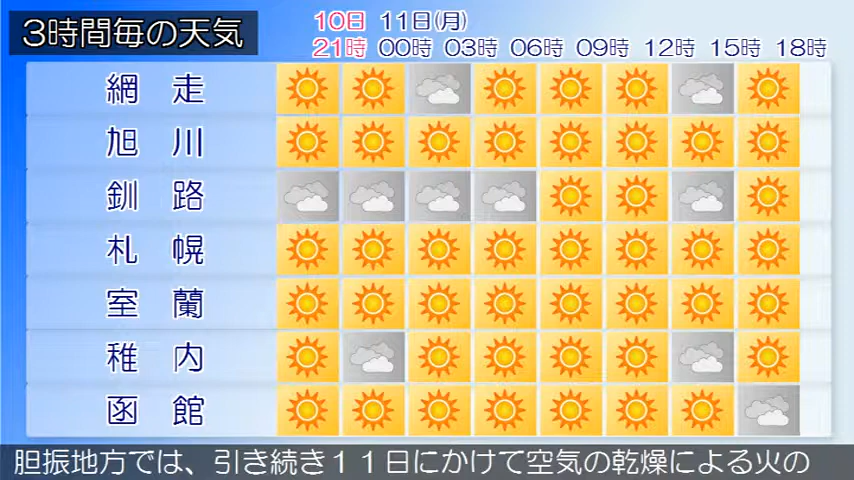 3時間毎の天気
10日 11日(月)
21時 00時 03時 06時 09時 12時 15時 18時
網走
旭川
釧路
札幌
室蘭
稚内
函館
胆振地方では、引き続き１１日にかけて空気の乾燥による火の